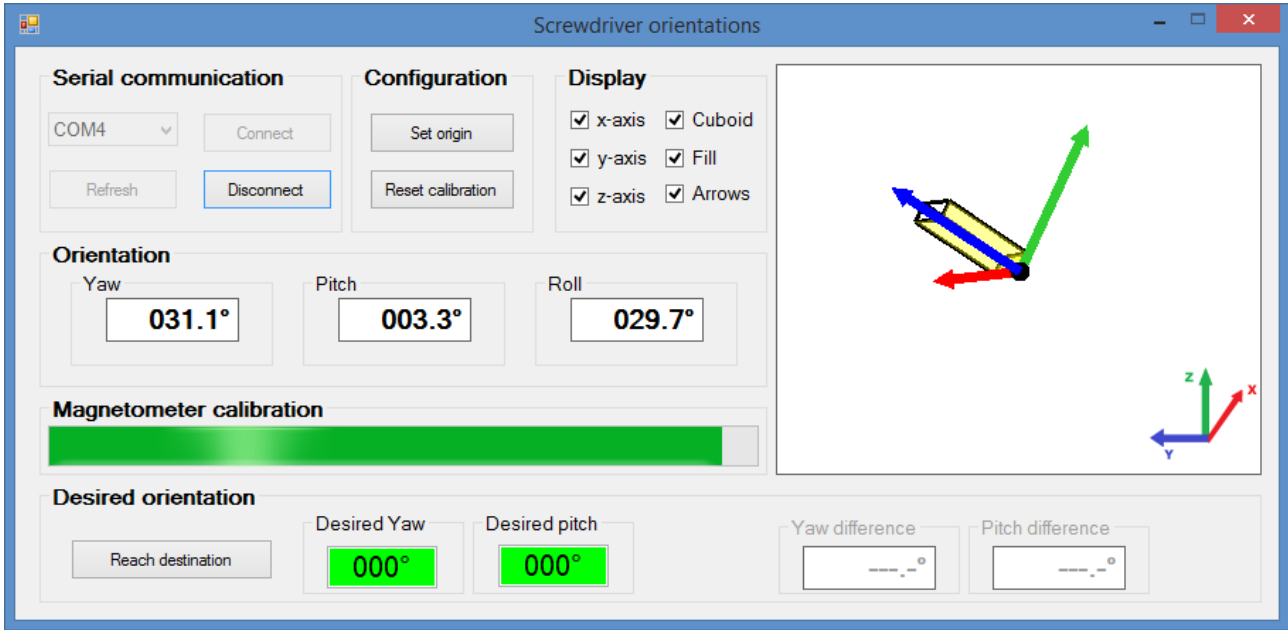 Screwdriver orientations
Serial communication
COM4
Connect
Refresh
Disconnect
Configuration
Set origin
Reset calibration
Display
x-axis
Cuboid
y-axis
Fill
z-axis
Arrows
Orientation
Yaw
031.1°
Pitch
003.3°
Roll
029.7°
Z
X
Y
Magnetometer calibration
Desired orientation
Reach destination
Desired Yaw
000°
Desired pitch
000°
Yaw difference
---.-°
Pitch difference
---.-°